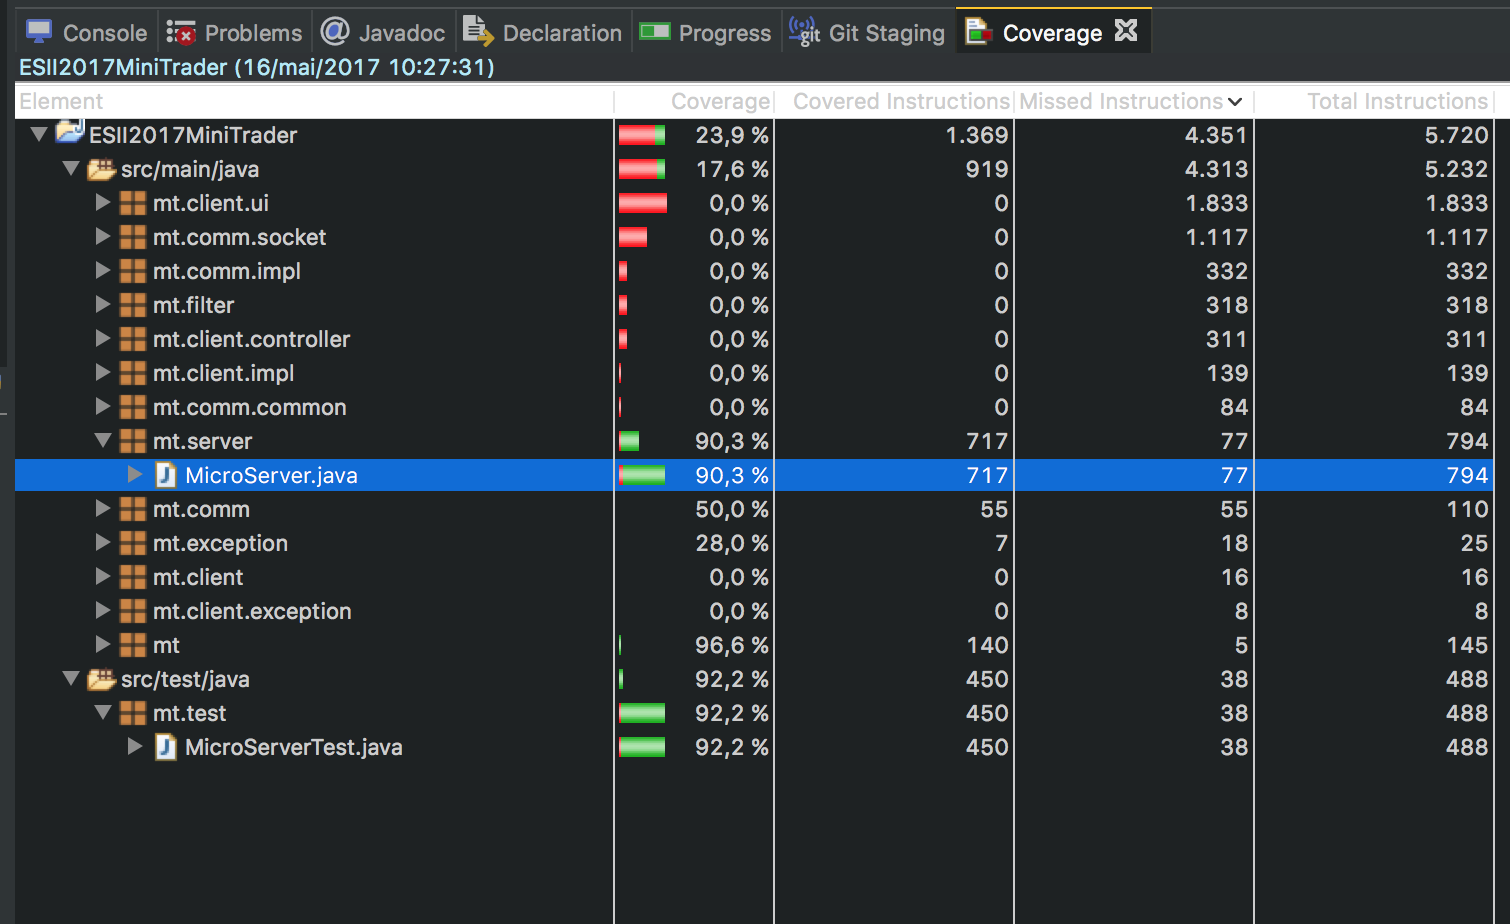 Console Problems @ Javadoc Declaration Progress git Git Staging Coverage
ESII2017MiniTrader (16/mai/2017 10:27:31)
Element Coverage Covered Instructions Missed Instructions Total Instructions
ESII2017MiniTrader 23,9 % 1.369 4.351 5.720
src/main/java 17,6 % 919 4.313 5.232
mt.client.ui 0,0 % 0 1.833 1.833
mt.comm.socket 0,0 % 0 1.117 1.117
mt.comm.impl 0,0 % 0 332 332
mt.filter 0,0 % 0 318 318
mt.client.controller 0,0 % 0 311 311
mt.client.impl 0,0 % 0 139 139
mt.comm.common 0,0 % 0 84 84
mt.server 90,3 % 717 77 794
J MicroServer.java 90,3 % 717 77 794
mt.comm 50,0 % 55 55 110
mt.exception 28,0 % 7 18 25
mt.client 0,0 % 0 16 16
mt.client.exception 0,0 % 0 8 8
mt 96,6 % 140 5 145
src/test/java 92,2 % 450 38 488
mt.test 92,2 % 450 38 488
J MicroServerTest.java 92,2 % 450 38 488